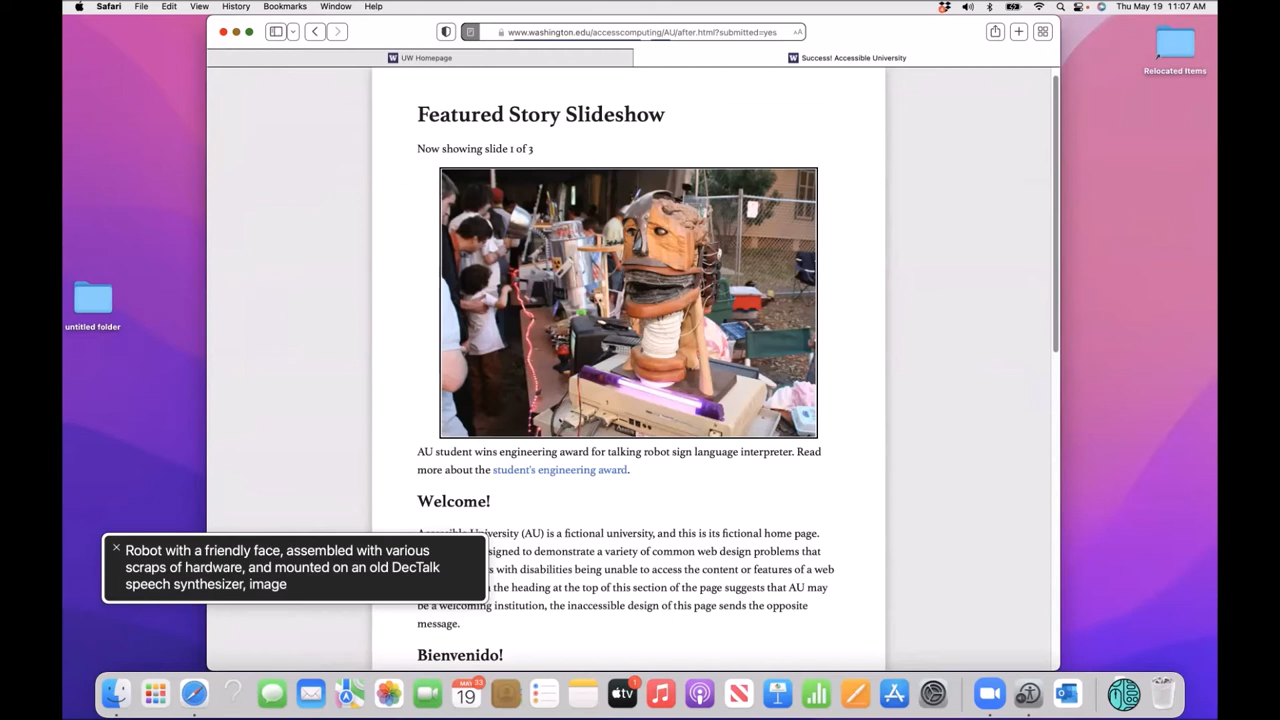 Safari File Edit View History Bookmarks Window Help
Thu May 19 11:07 AM
www.washington.edu/accesscomputing/AU/after.html?submitted=yes
UW Homepage
Success! Accessible University
Relocated Items
untitled folder
Featured Story Slideshow
Now showing slide 1 of 3
AU student wins engineering award for talking robot sign language interpreter. Read
more about the student's engineering award.
Welcome!
University (AU) is a fictional university, and this is its fictional home page.
signed to demonstrate a variety of common web design problems that
s with disabilities being unable to access the content or features of a web
the heading at the top of this section of the page suggests that AU may
be a welcoming institution, the inaccessible design of this page sends the opposite
message.
Bienvenido!
Robot with a friendly face, assembled with various
scraps of hardware, and mounted on an old DecTalk
speech synthesizer, image
MAY 33
19
tv 1